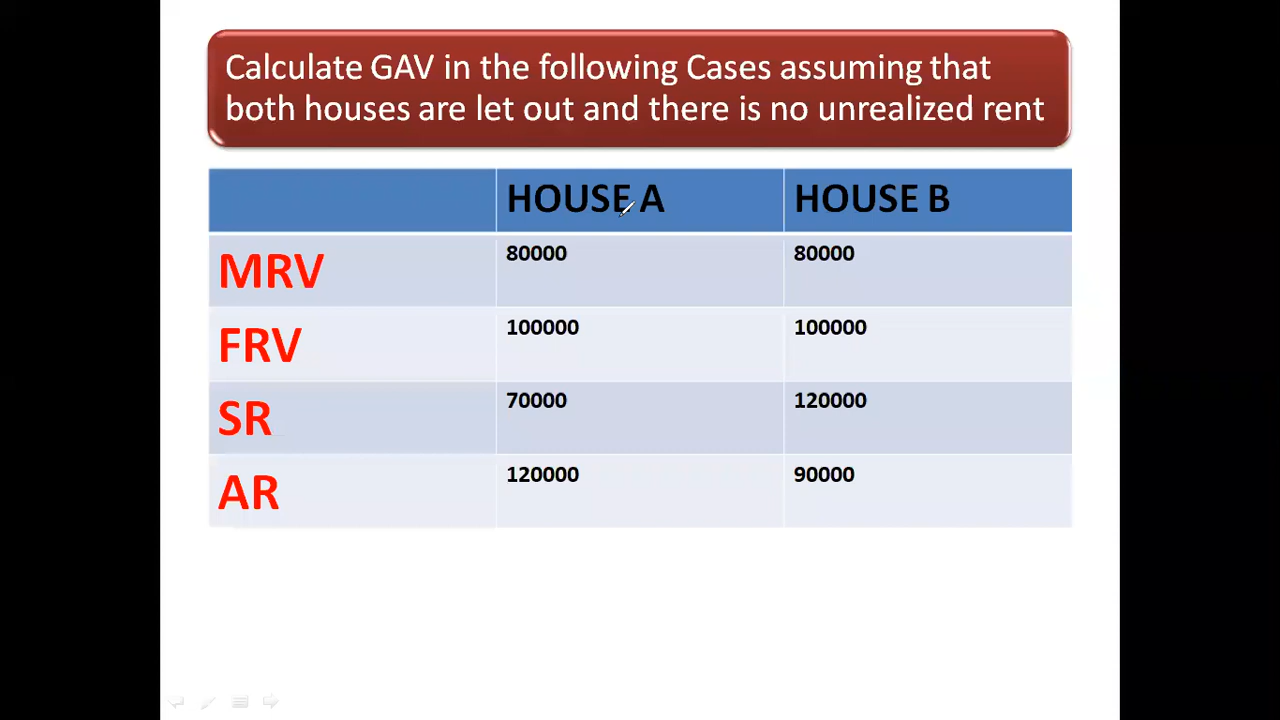 Calculate GAV in the following Cases assuming that
both houses are let out and there is no unrealized rent
HOUSE A HOUSE B
MRV 80000 80000
FRV 100000 100000
SR 70000 120000
AR 120000 90000